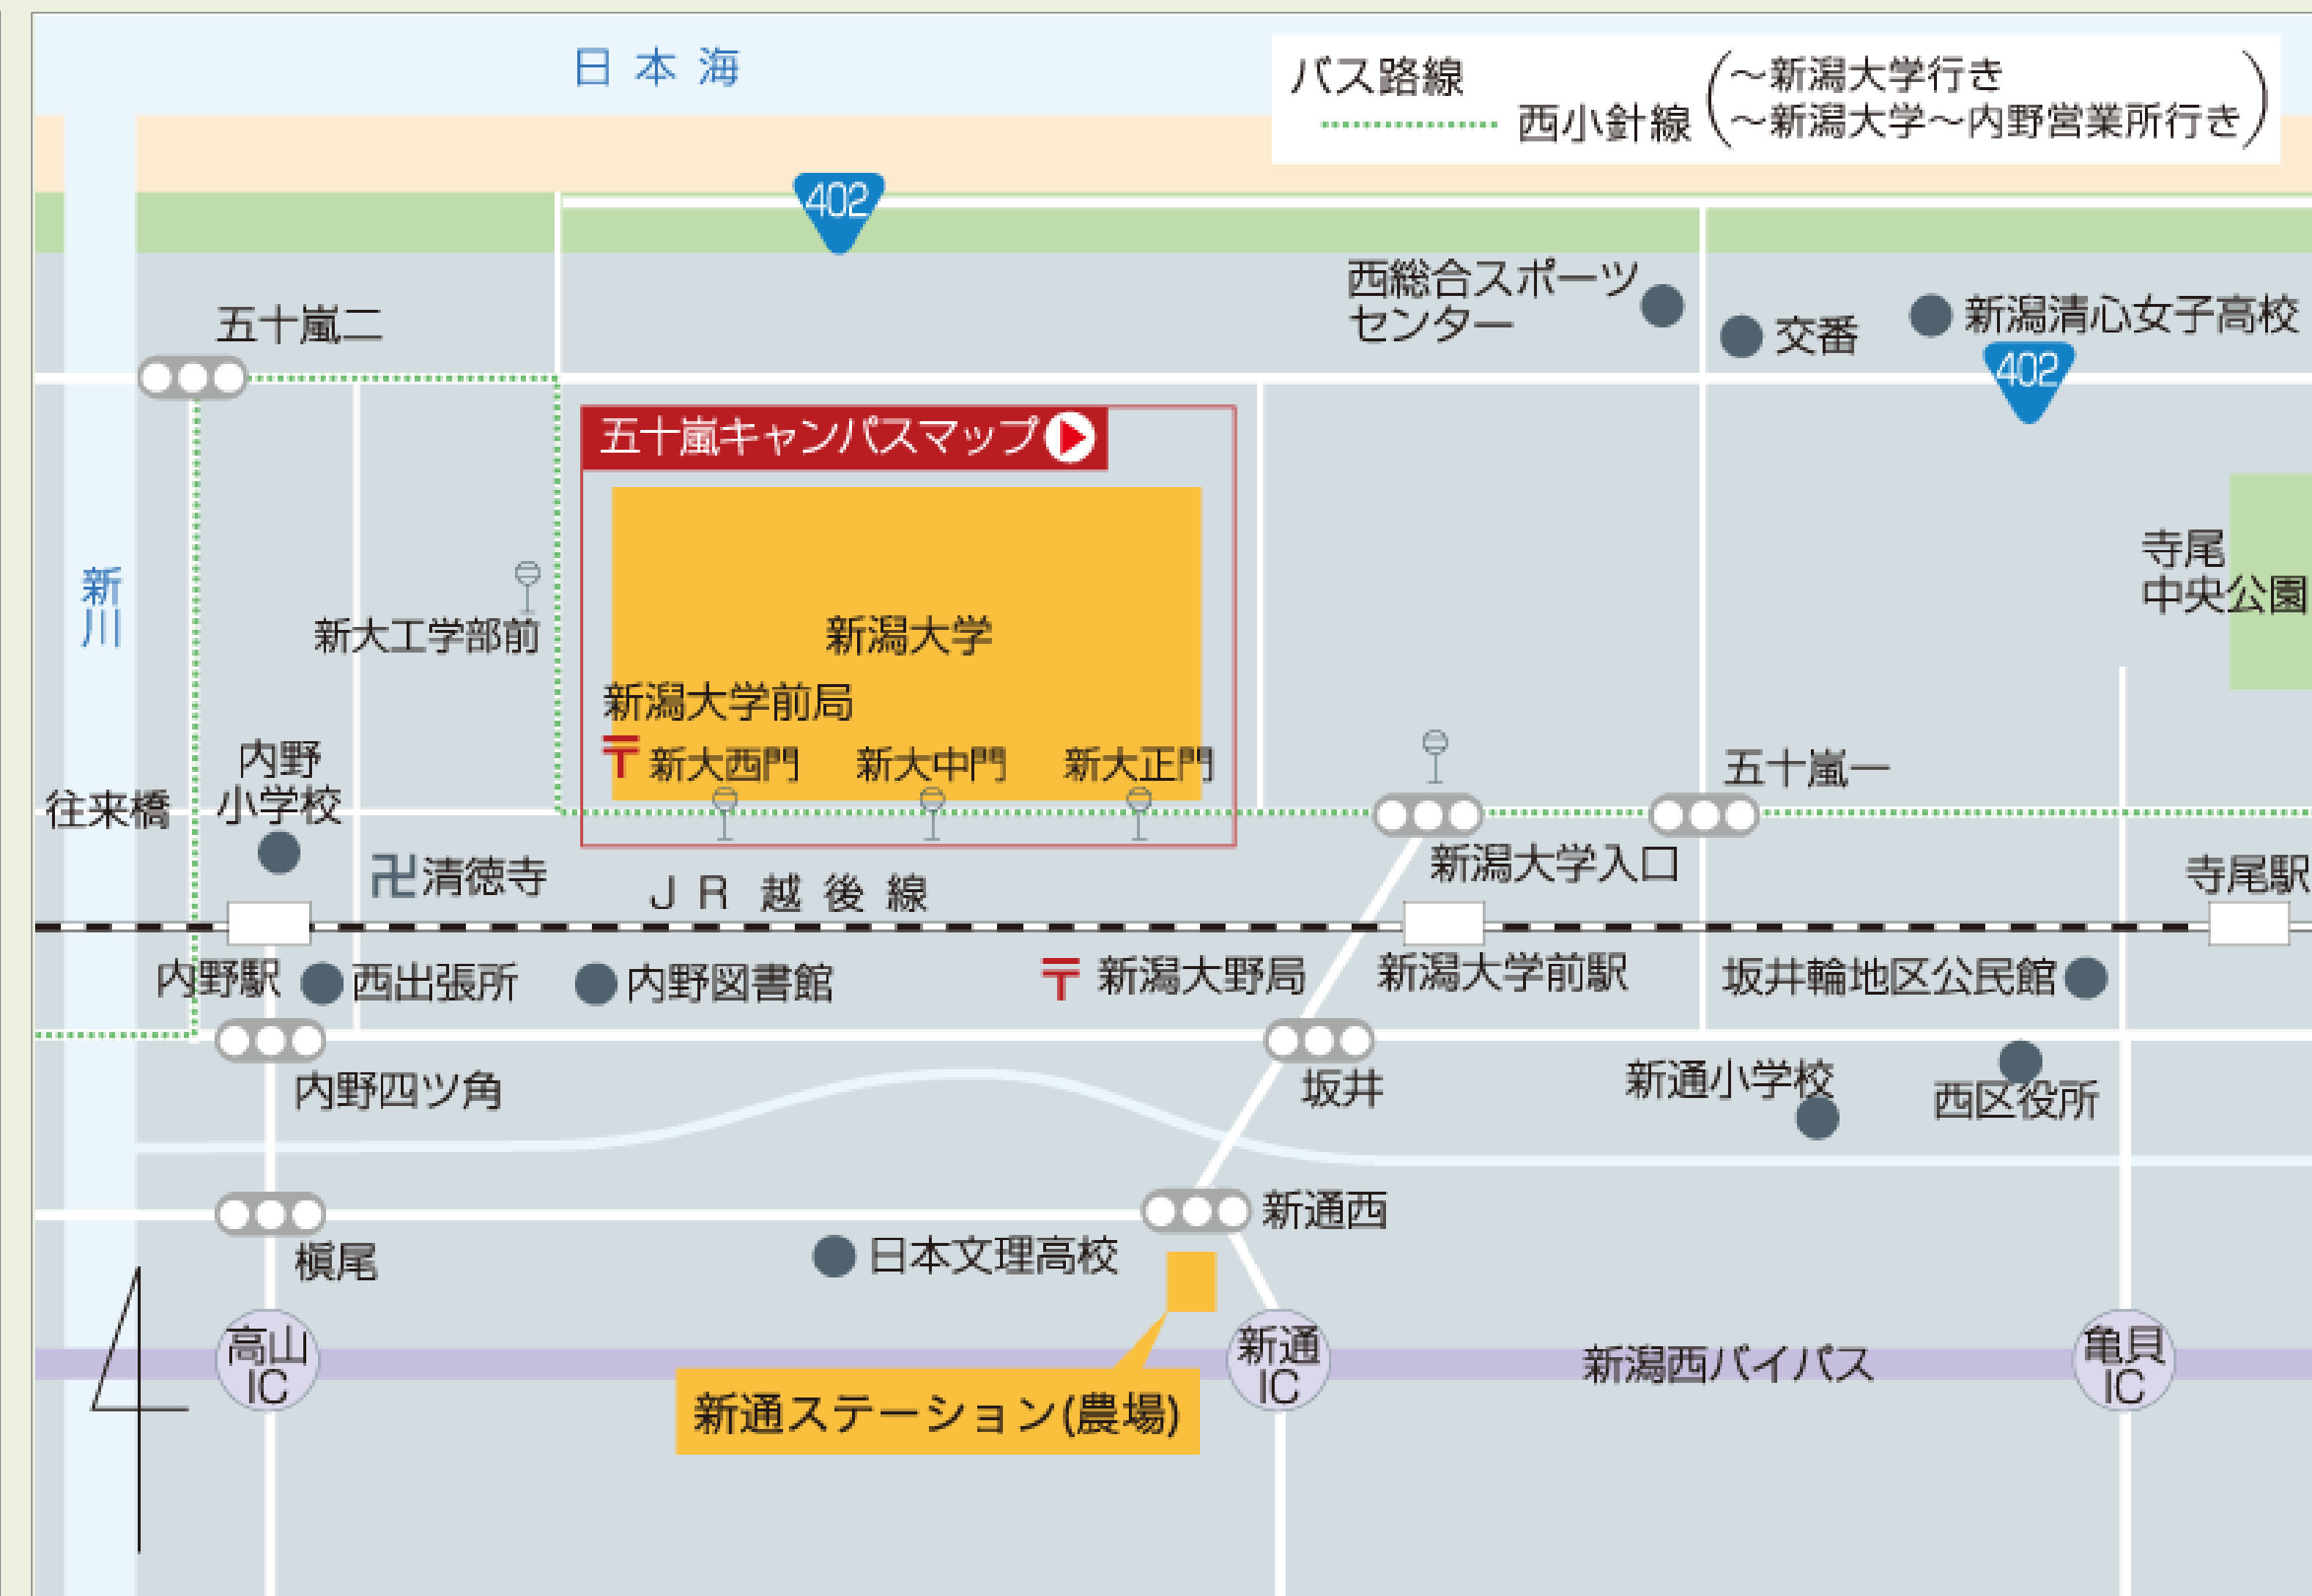 日本海
バス路線
西小針線
～新潟大学行き
～新潟大学～内野営業所行き
402
西総合スポーツ
センター
交番
新潟清心女子高校
402
五十嵐二
五十嵐キャンパスマップ
寺尾
中央公園
新川
新大工学部前
新潟大学
新潟大学前局
新大西門
新大中門
新大正門
内野
小学校
往来橋
五十嵐一
清徳寺
JR越後線
新潟大学入口
寺尾駅
内野駅
西出張所
内野図書館
新潟大野局
新潟大学前駅
坂井輪地区公民館
内野四ツ角
坂井
新通小学校
西区役所
新通西
槇尾
日本文理高校
高山
IC
新通
IC
新潟西バイパス
亀貝
IC
新通ステーション(農場)